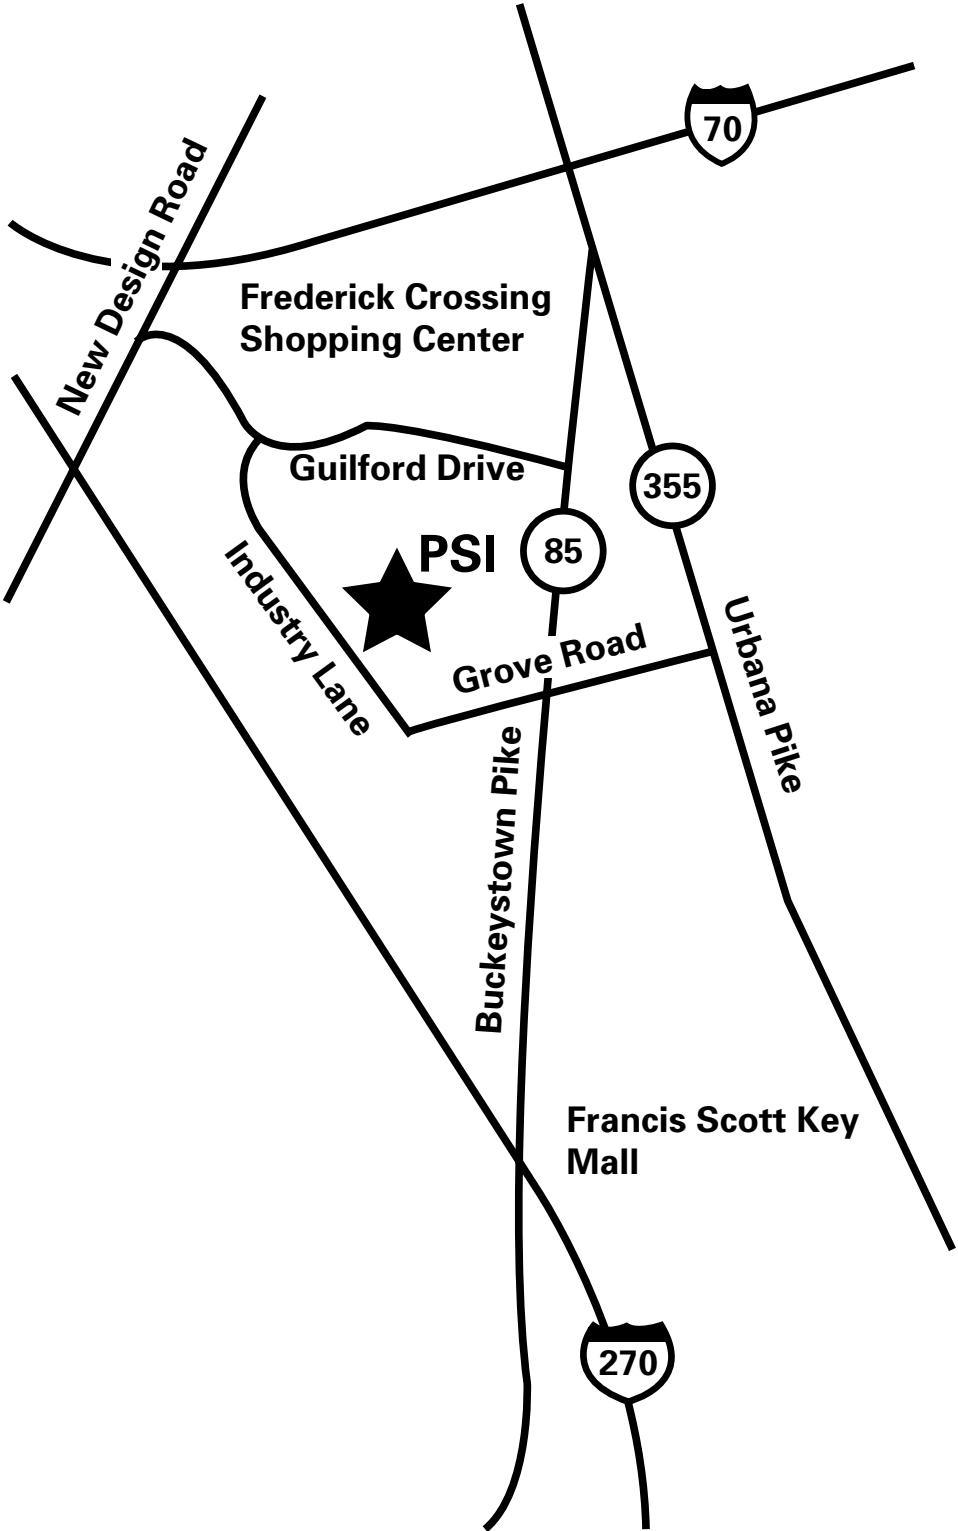 70
New Design Road
Frederick Crossing
Shopping Center
Guilford Drive
355
PSI
85
Industry Lane
Grove Road
Urbana Pike
Buckeystown Pike
Francis Scott Key
Mall
270